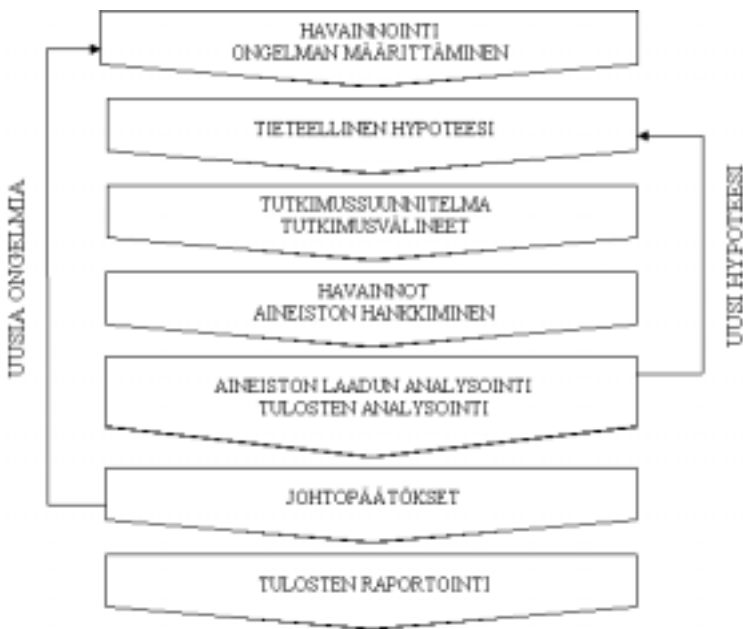 HAVAINNOINTI
ONGELMAN MÄÄRITTÄMINEN
TIETEELLINEN HYPOTEESI
TUTKIMUSSUUNNITELMA
TUTKIMUSVÄLINEET
HAVAINNOT
AINEISTON HANKKIMINEN
AINEISTON LAADUN ANALYSOINTI
TULOSTEN ANALYSOINTI
JOHTOPÄÄTÖKSET
TULOSTEN RAPORTOINTI
UUSIA ONGELMIA
UUSI HYPOTEESI